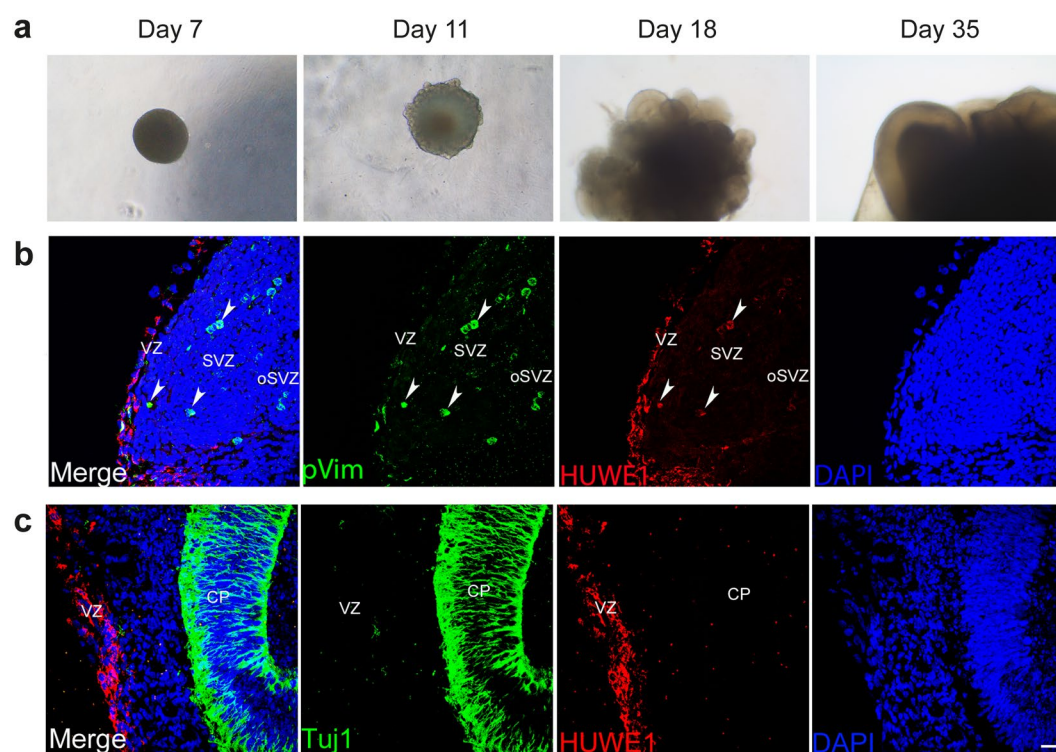 a Day 7 Day 11 Day 18 Day 35
b
VZ SVZ oSVZ Merge
VZ SVZ oSVZ pVim
VZ SVZ oSVZ HUWE1
DAPI
c
VZ CP Merge
VZ CP Tuj1
VZ CP HUWE1
DAPI